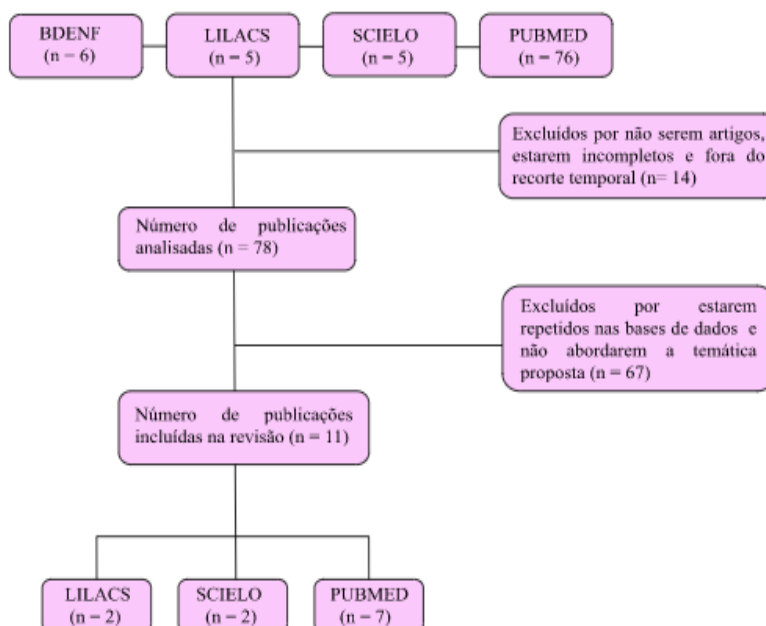 BDENF
(n – 6)
LILACS
(n = 5)
SCIELO
(n = 5)
PUBMED
(n = 76)
Excluídos por não serem artigos,
estarem incompletos e fora do
recorte temporal (n= 14)
Número de publicações
analisadas (n = 78)
Excluídos por estarem
repetidos nas bases de dados e
não abordarem a temática
proposta (n = 67)
Número de publicações
incluídas na revisão (n = 11)
LILACS
(n = 2)
SCIELO
(n = 2)
PUBMED
(n = 7)